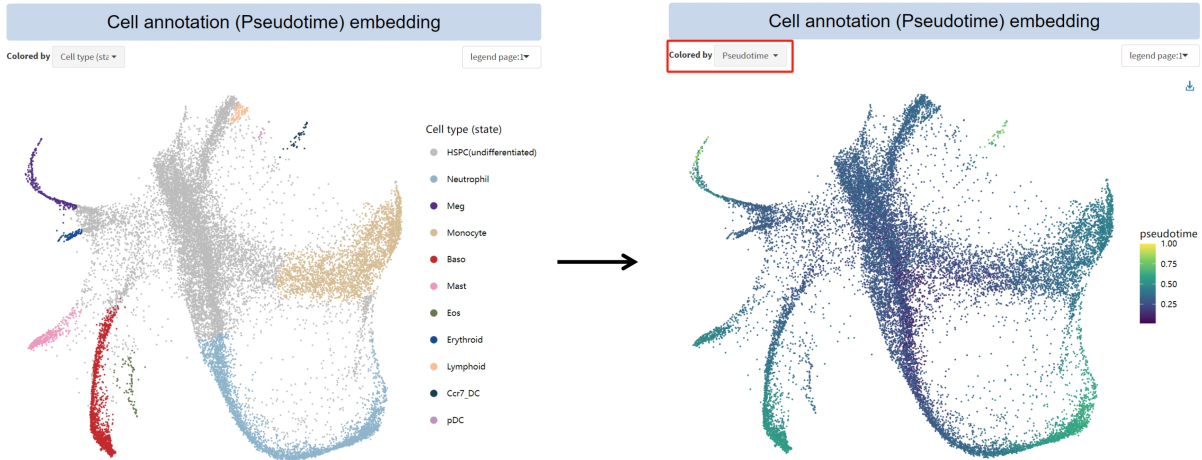 Cell annotation (Pseudotime) embedding
Colored by Cell type (sta
legend page:1
Cell type (state)
HSPC(undifferentiated)
Neutrophil
Meg
Monocyte
Baso
Mast
Eos
Erythroid
Lymphoid
Ccr7_DC
pDC
Cell annotation (Pseudotime) embedding
Colored by Pseudotime
legend page:1
pseudotime
1.00
0.75
0.50
0.25